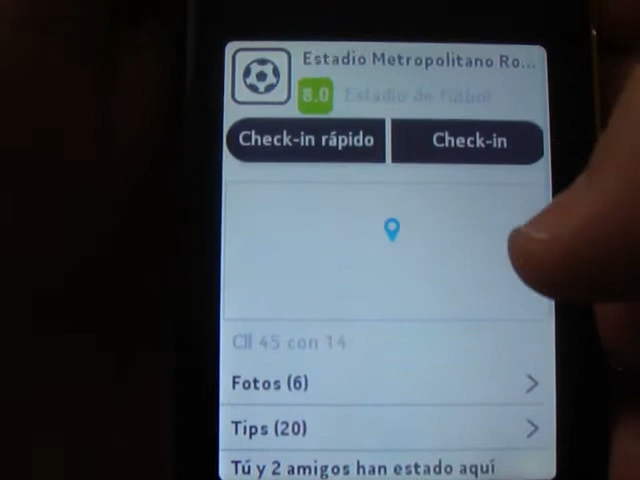 Estadio Metropolitano Ro...
8.0 Estadio de fútbol
Check-in rápido Check-in
Cll 45 con 14
Fotos (6)
Tips (20)
Tú y 2 amigos han estado aquí